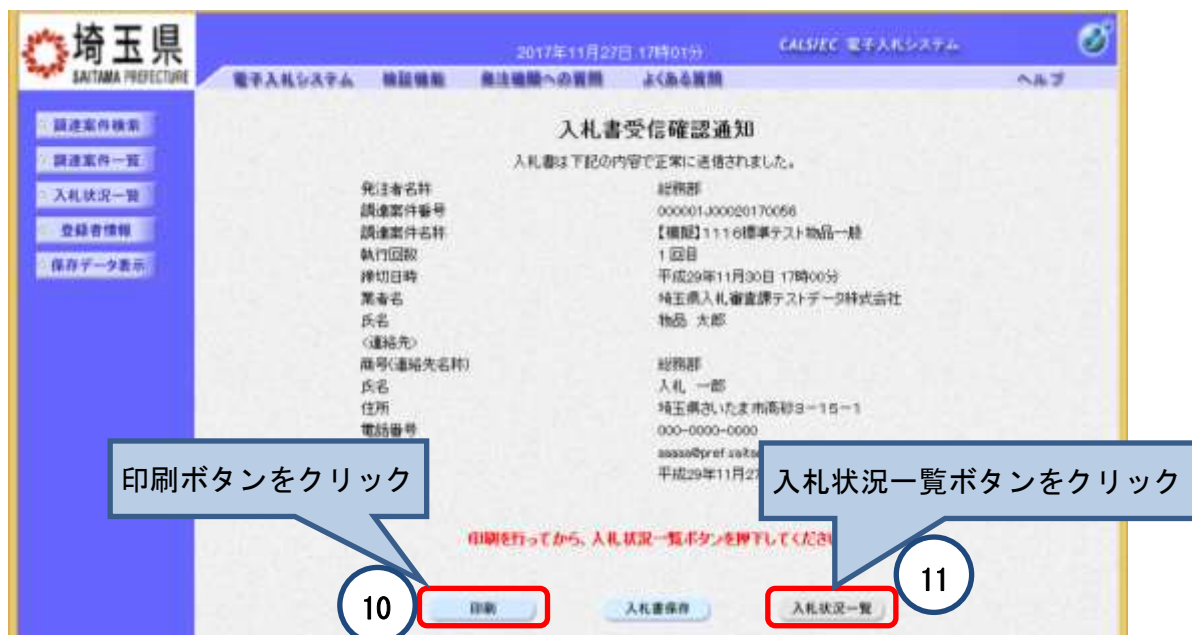 埼玉県
SAITAMA PREFECTURE
2017年11月27日 17時01分
CALS/EC 電子入札システム
電子入札システム 検証機能 発注機関への質問 よくある質問 ヘルプ
調達案件検索
調達案件一覧
入札状況一覧
登録者情報
保存データ表示
入札書受信確認通知
入札書は下記の内容で正常に送信されました。
発注者名称 総務部
調達案件番号 000001J00020170056
調達案件名称 【機能】1116標準テスト物品一般
執行回数 1回目
締切日時 平成29年11月30日 17時00分
業者名 埼玉県入札審査課テストデータ株式会社
氏名 物品 太郎
<連絡先>
商号(連絡先名称) 総務部
氏名 入札 一郎
住所 埼玉県さいたま市高砂3-15-1
電話番号 000-0000-0000
aaaaa@pref.saita
平成29年11月27
印刷ボタンをクリック
入札状況一覧ボタンをクリック
印刷を行ってから、入札状況一覧ボタンを押下してくださ
10
11
印刷
入札書保存
入札状況一覧